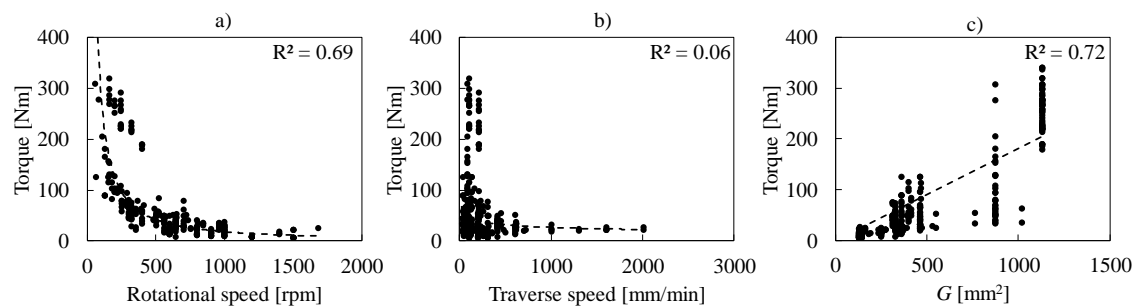 a)
R² = 0.69
Torque [Nm]
400
300
200
100
0
0 500 1000 1500 2000
Rotational speed [rpm]
b)
R² = 0.06
Torque [Nm]
400
300
200
100
0
0 1000 2000 3000
Traverse speed [mm/min]
c)
R² = 0.72
Torque [Nm]
400
300
200
100
0
0 500 1000 1500
G [mm²]